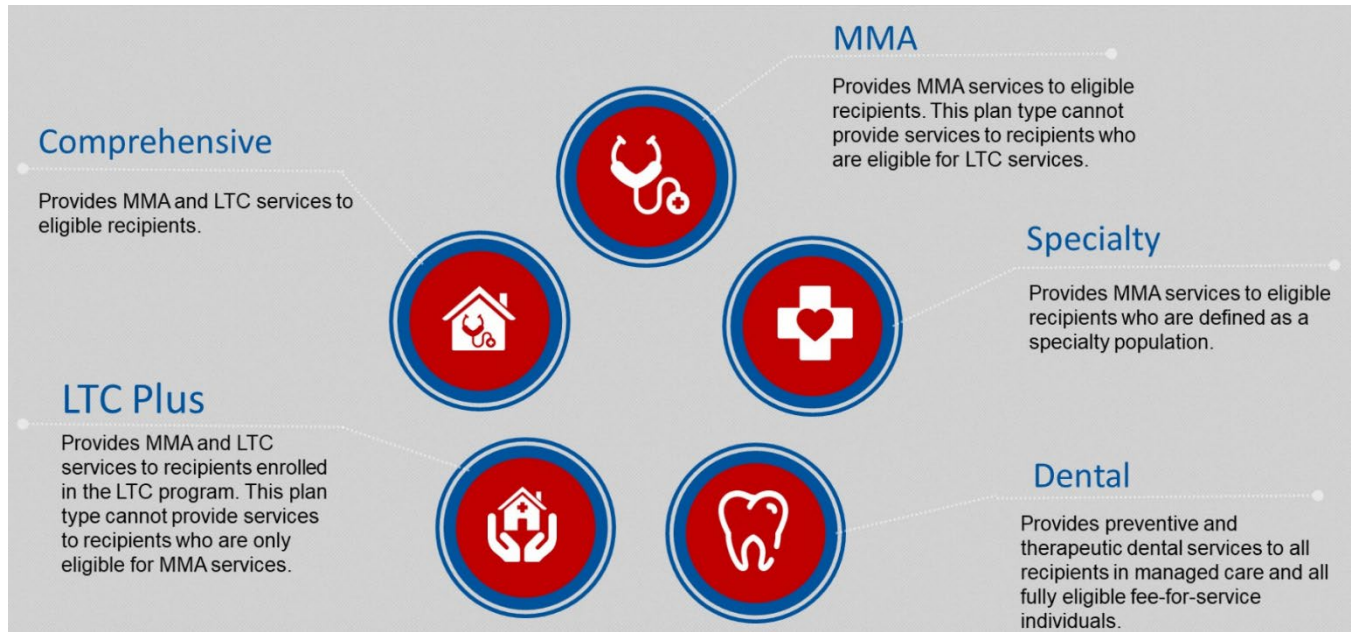 MMA
Provides MMA services to eligible
recipients. This plan type cannot
provide services to recipients who
are eligible for LTC services.
Comprehensive
Provides MMA and LTC services to
eligible recipients.
Specialty
Provides MMA services to eligible
recipients who are defined as a
specialty population.
LTC Plus
Provides MMA and LTC
services to recipients enrolled
in the LTC program. This plan
type cannot provide services
to recipients who are only
eligible for MMA services.
Dental
Provides preventive and
therapeutic dental services to all
recipients in managed care and all
fully eligible fee-for-service
individuals.